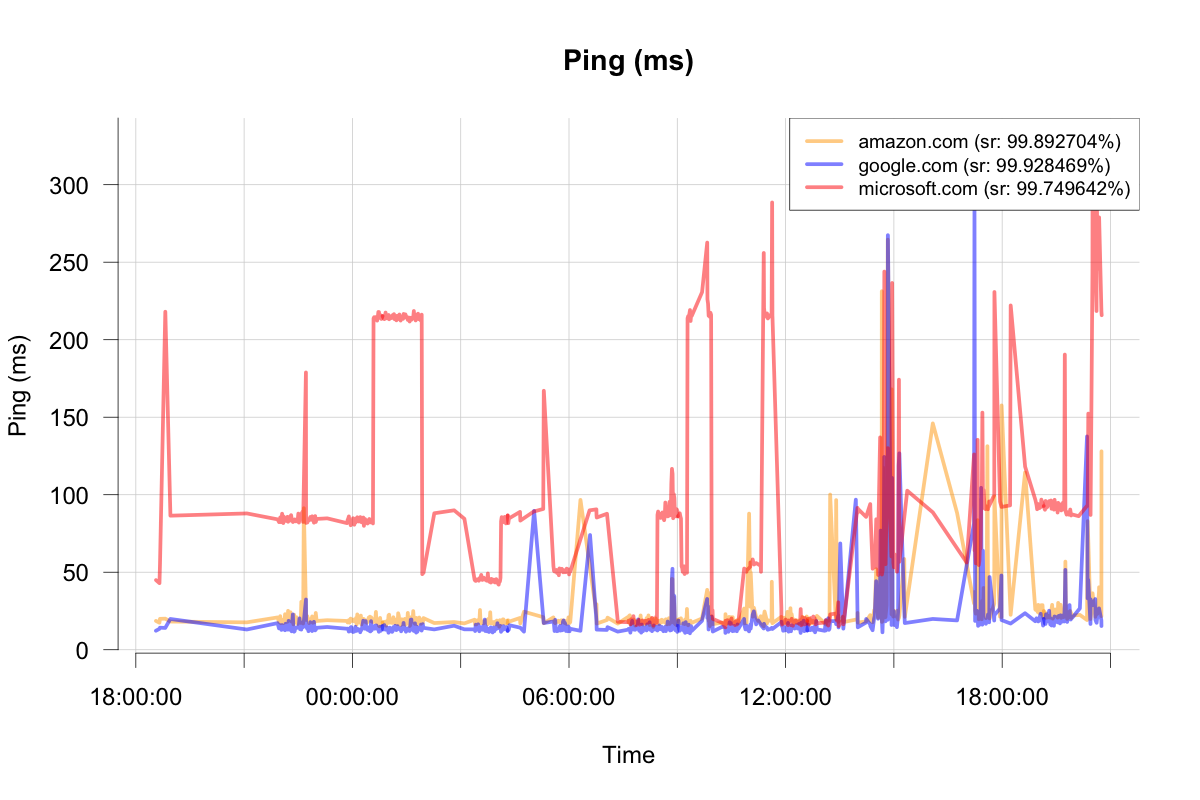 Ping (ms)
amazon.com (sr: 99.892704%)
google.com (sr: 99.928469%)
microsoft.com (sr: 99.749642%)
300
250
200
150
100
50
0
Ping (ms)
18:00:00 00:00:00 06:00:00 12:00:00 18:00:00
Time